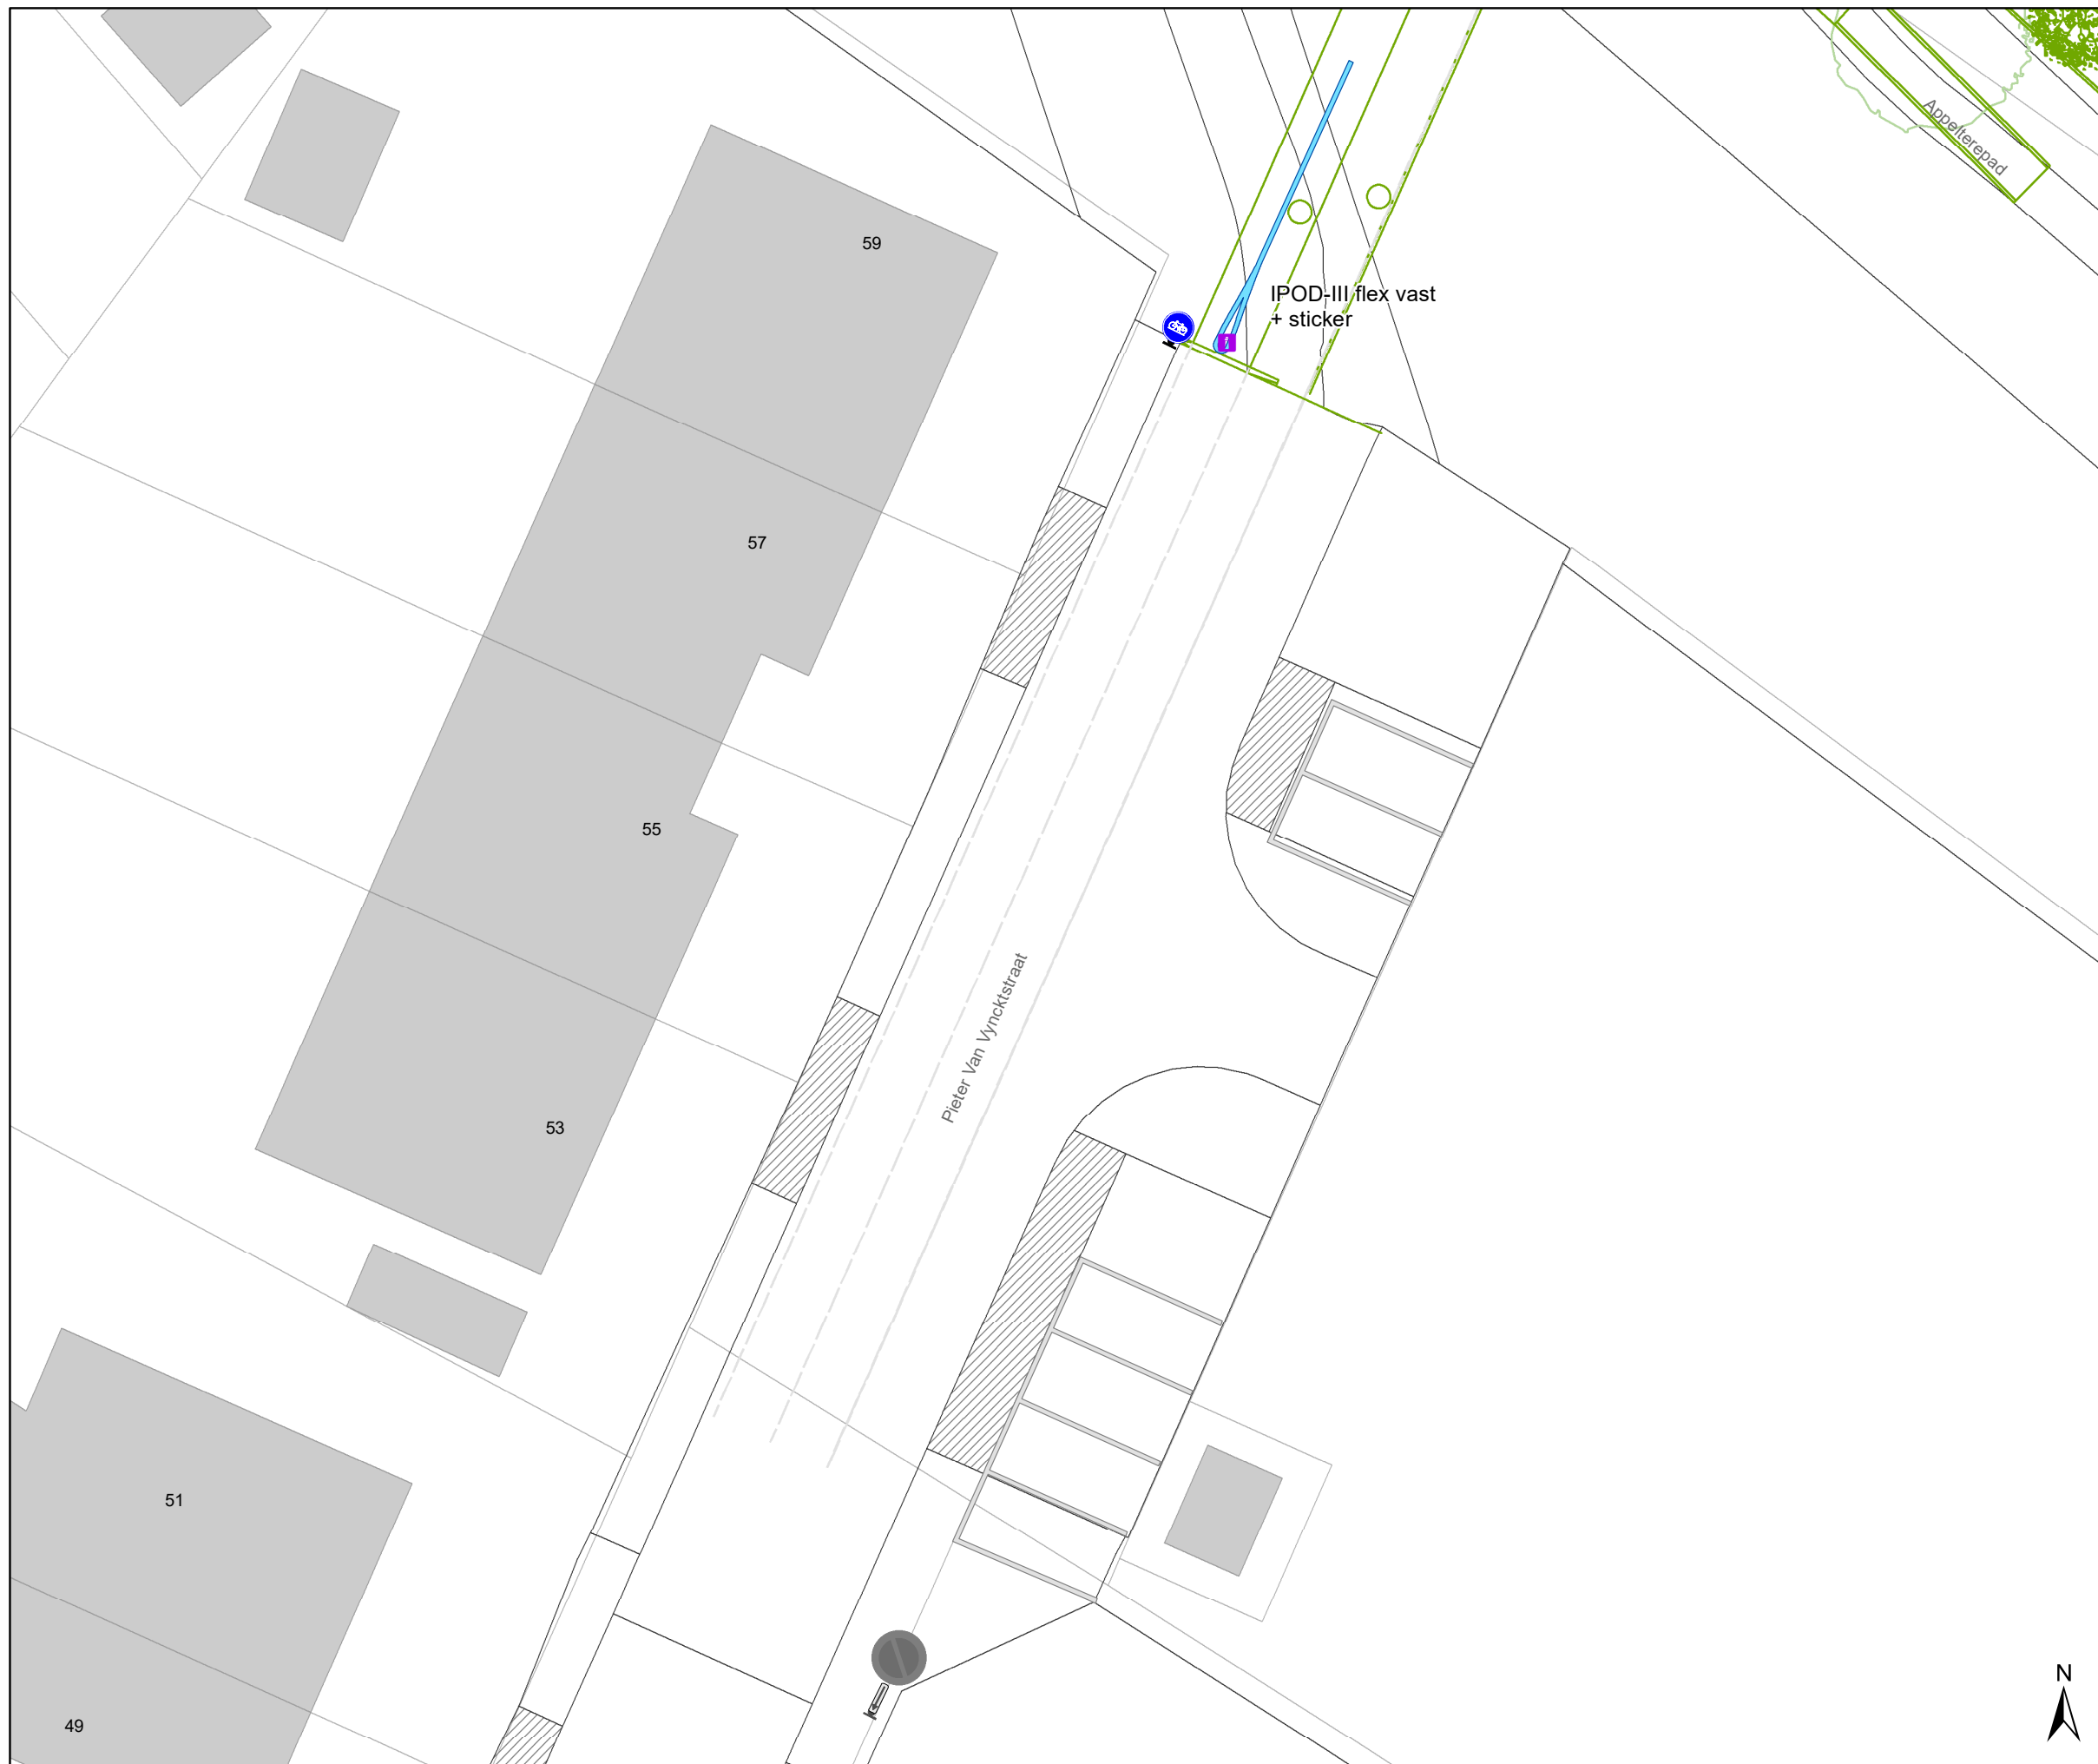 Appelterepad
59
IPOD-III flex vast
+ sticker
57
55
Pieter Van Vyncktstraat
53
51
N
49